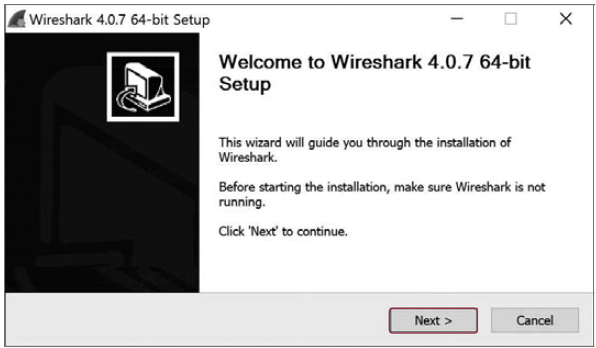 Wireshark 4.0.7 64-bit Setup
Welcome to Wireshark 4.0.7 64-bit
Setup
This wizard will guide you through the installation of
Wireshark.
Before starting the installation, make sure Wireshark is not
running.
Click 'Next' to continue.
Next >
Cancel